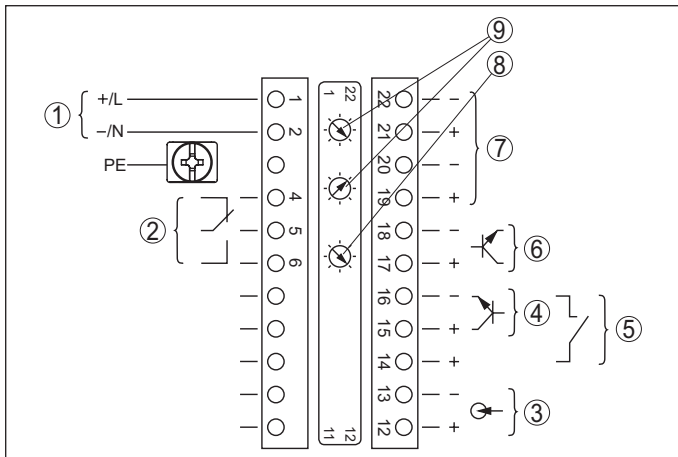 ⑨
⑧
① +/L 1 1 22 22 −
−/N 2 21 + ⑦
PE 20 −
4 19 +
② 5 18 − ⑥
6 17 +
16 − ④
15 + ⑤
14 +
13 − ③
11 12 12 +